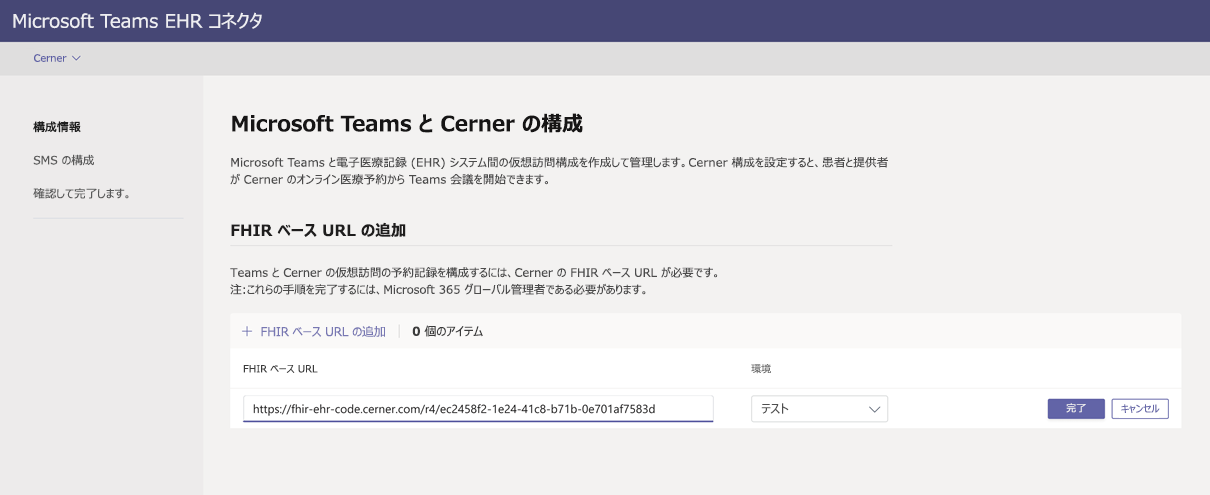 Microsoft Teams EHR コネクタ
Cerner
構成情報
SMS の構成
確認して完了します。
Microsoft Teams と Cerner の構成
Microsoft Teams と電子医療記録 (EHR) システム間の仮想訪問構成を作成して管理します。Cerner 構成を設定すると、患者と提供者
が Cerner のオンライン医療予約から Teams 会議を開始できます。
FHIR ベース URL の追加
Teams と Cerner の仮想訪問の予約記録を構成するには、Cerner の FHIR ベース URL が必要です。
注:これらの手順を完了するには、Microsoft 365 グローバル管理者である必要があります。
+ FHIR ベース URL の追加 | 0 個のアイテム
FHIR ベース URL 環境
https://fhir-ehr-code.cerner.com/r4/ec2458f2-1e24-41c8-b71b-0e701af7583d テスト 完了 キャンセル